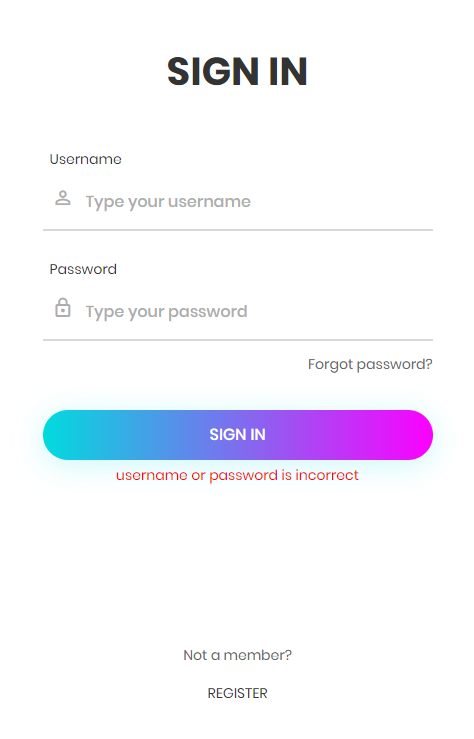 SIGN IN
Username
Type your username
Password
Type your password
Forgot password?
SIGN IN
username or password is incorrect
Not a member?
REGISTER